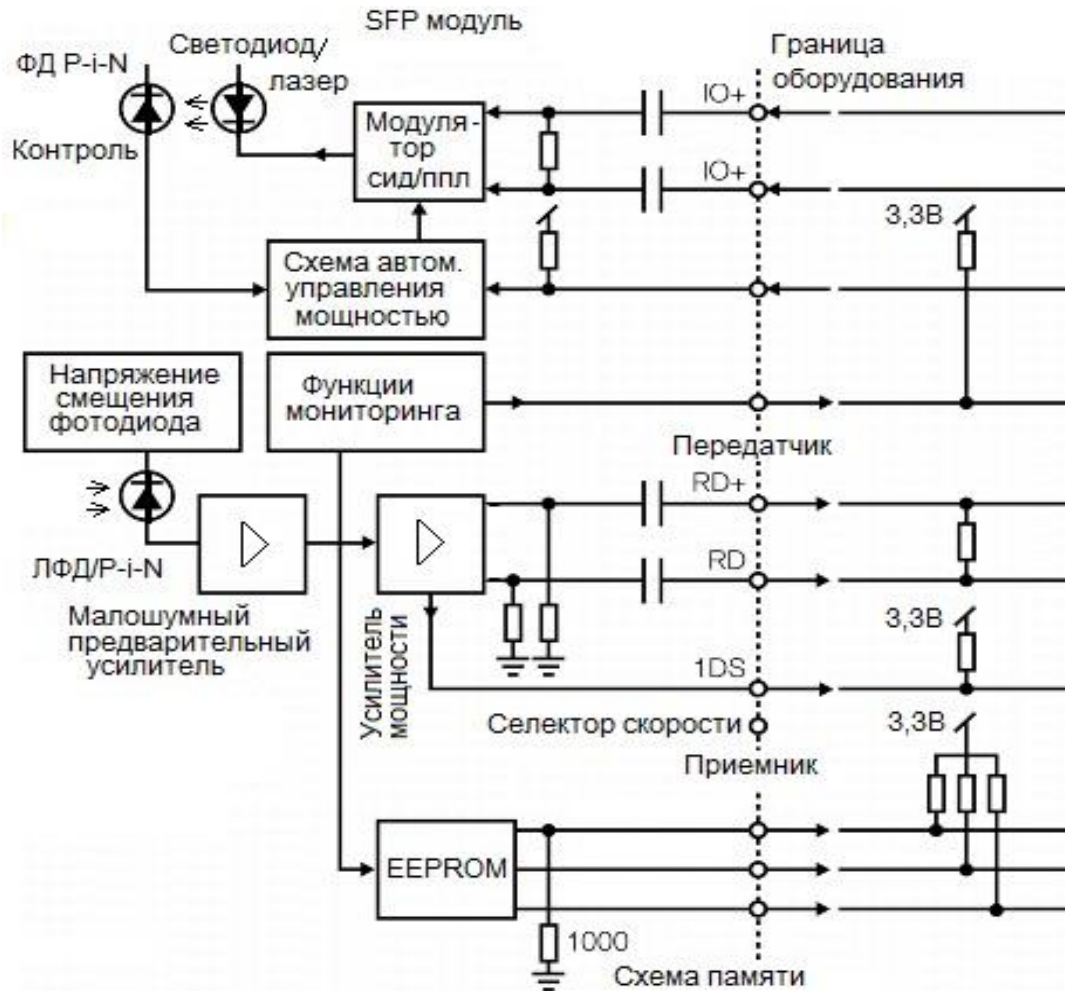 SFP модуль
Светодиод/
лазер
ФД P-i-N
Контроль
Модуля-
тор
сид/ппл
IO+
IO+
Граница
оборудования
3,3В
Схема автом.
управления
мощностью
Напряжение
смещения
фотодиода
Функции
мониторинга
Передатчик
RD+
RD
ЛФД/P-i-N
Малошумный
предварительный
усилитель
Усилитель
мощности
3,3В
1DS
Селектор скорости
3,3В
Приемник
EEPROM
1000
Схема памяти